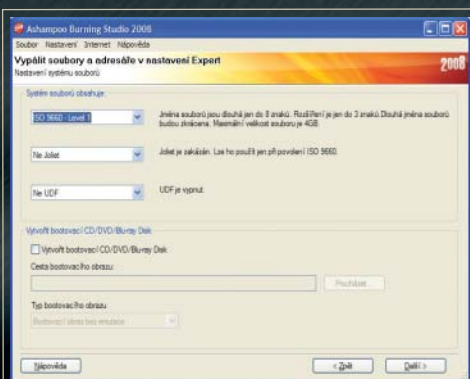 Ashampoo Burning Studio 2008
Soubor Nastavení Internet Nápověda
Vypálit soubory a adresáře v nastavení Expert
Nastavení systému souborů
2008
Systém souborů obsahuje:
ISO 9660 - Level 1
Jména souborů jsou dlouhá jen do 8 znaků. Rozšíření je jen do 3 znaků.Dlouhá jména souborů
budou zkrácena. Maximální velikost souboru je 4GB.
Ne Joliet
Joliet je zakázán. Lze ho použít jen při povolení ISO 9660.
Ne UDF
UDF je vypnut.
Vytvořit bootovací CD/DVD/Blu-ray Disk
Vytvořit bootovací CD/DVD/Blu-ray Disk
Cesta bootovacího obrazu:
Procházet...
Typ bootovacího obrazu
Bootovací obraz bez emulace
Nápověda
< Zpět
Další >